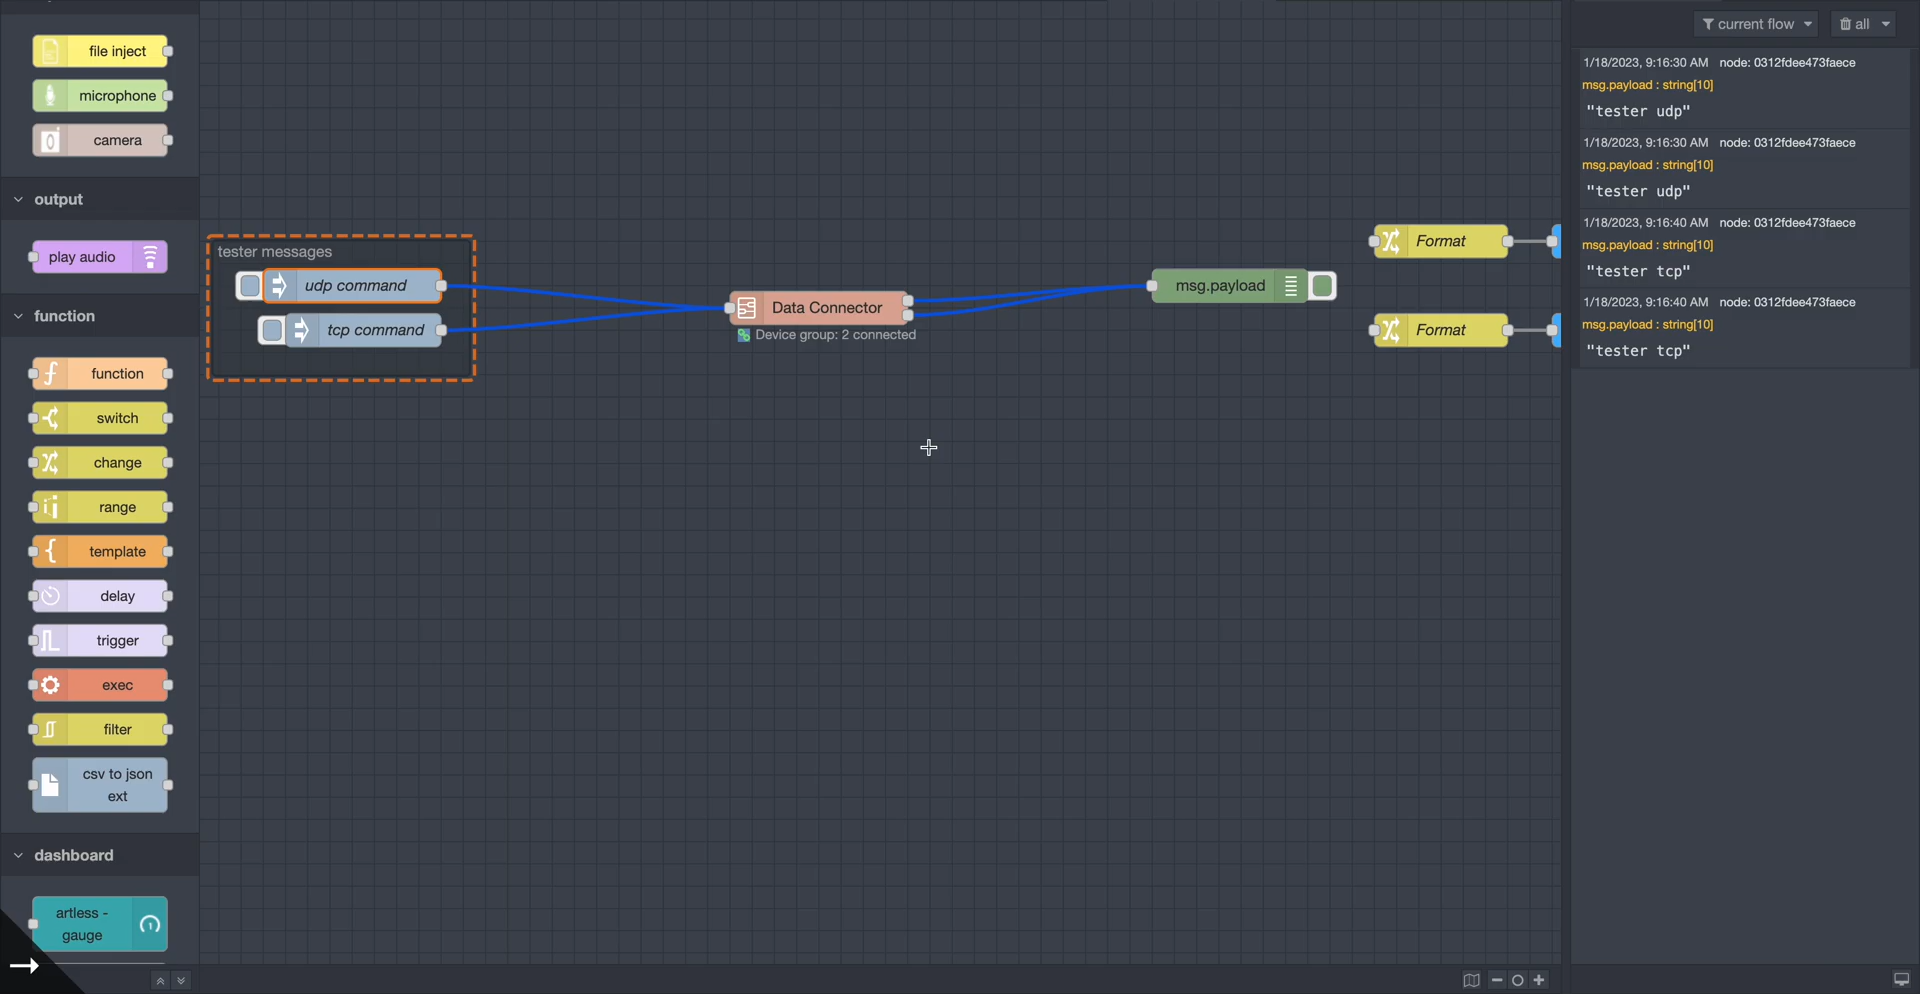 file inject
microphone
camera
output
play audio
function
function
switch
change
range
template
delay
trigger
exec
filter
csv to json
ext
dashboard
artless -
gauge
tester messages
udp command
tcp command
Data Connector
Device group: 2 connected
msg.payload
Format
Format
current flow
all
1/18/2023, 9:16:30 AM node: 0312fdee473faece
msg.payload : string[10]
"tester udp"
1/18/2023, 9:16:30 AM node: 0312fdee473faece
msg.payload : string[10]
"tester udp"
1/18/2023, 9:16:40 AM node: 0312fdee473faece
msg.payload : string[10]
"tester tcp"
1/18/2023, 9:16:40 AM node: 0312fdee473faece
msg.payload : string[10]
"tester tcp"